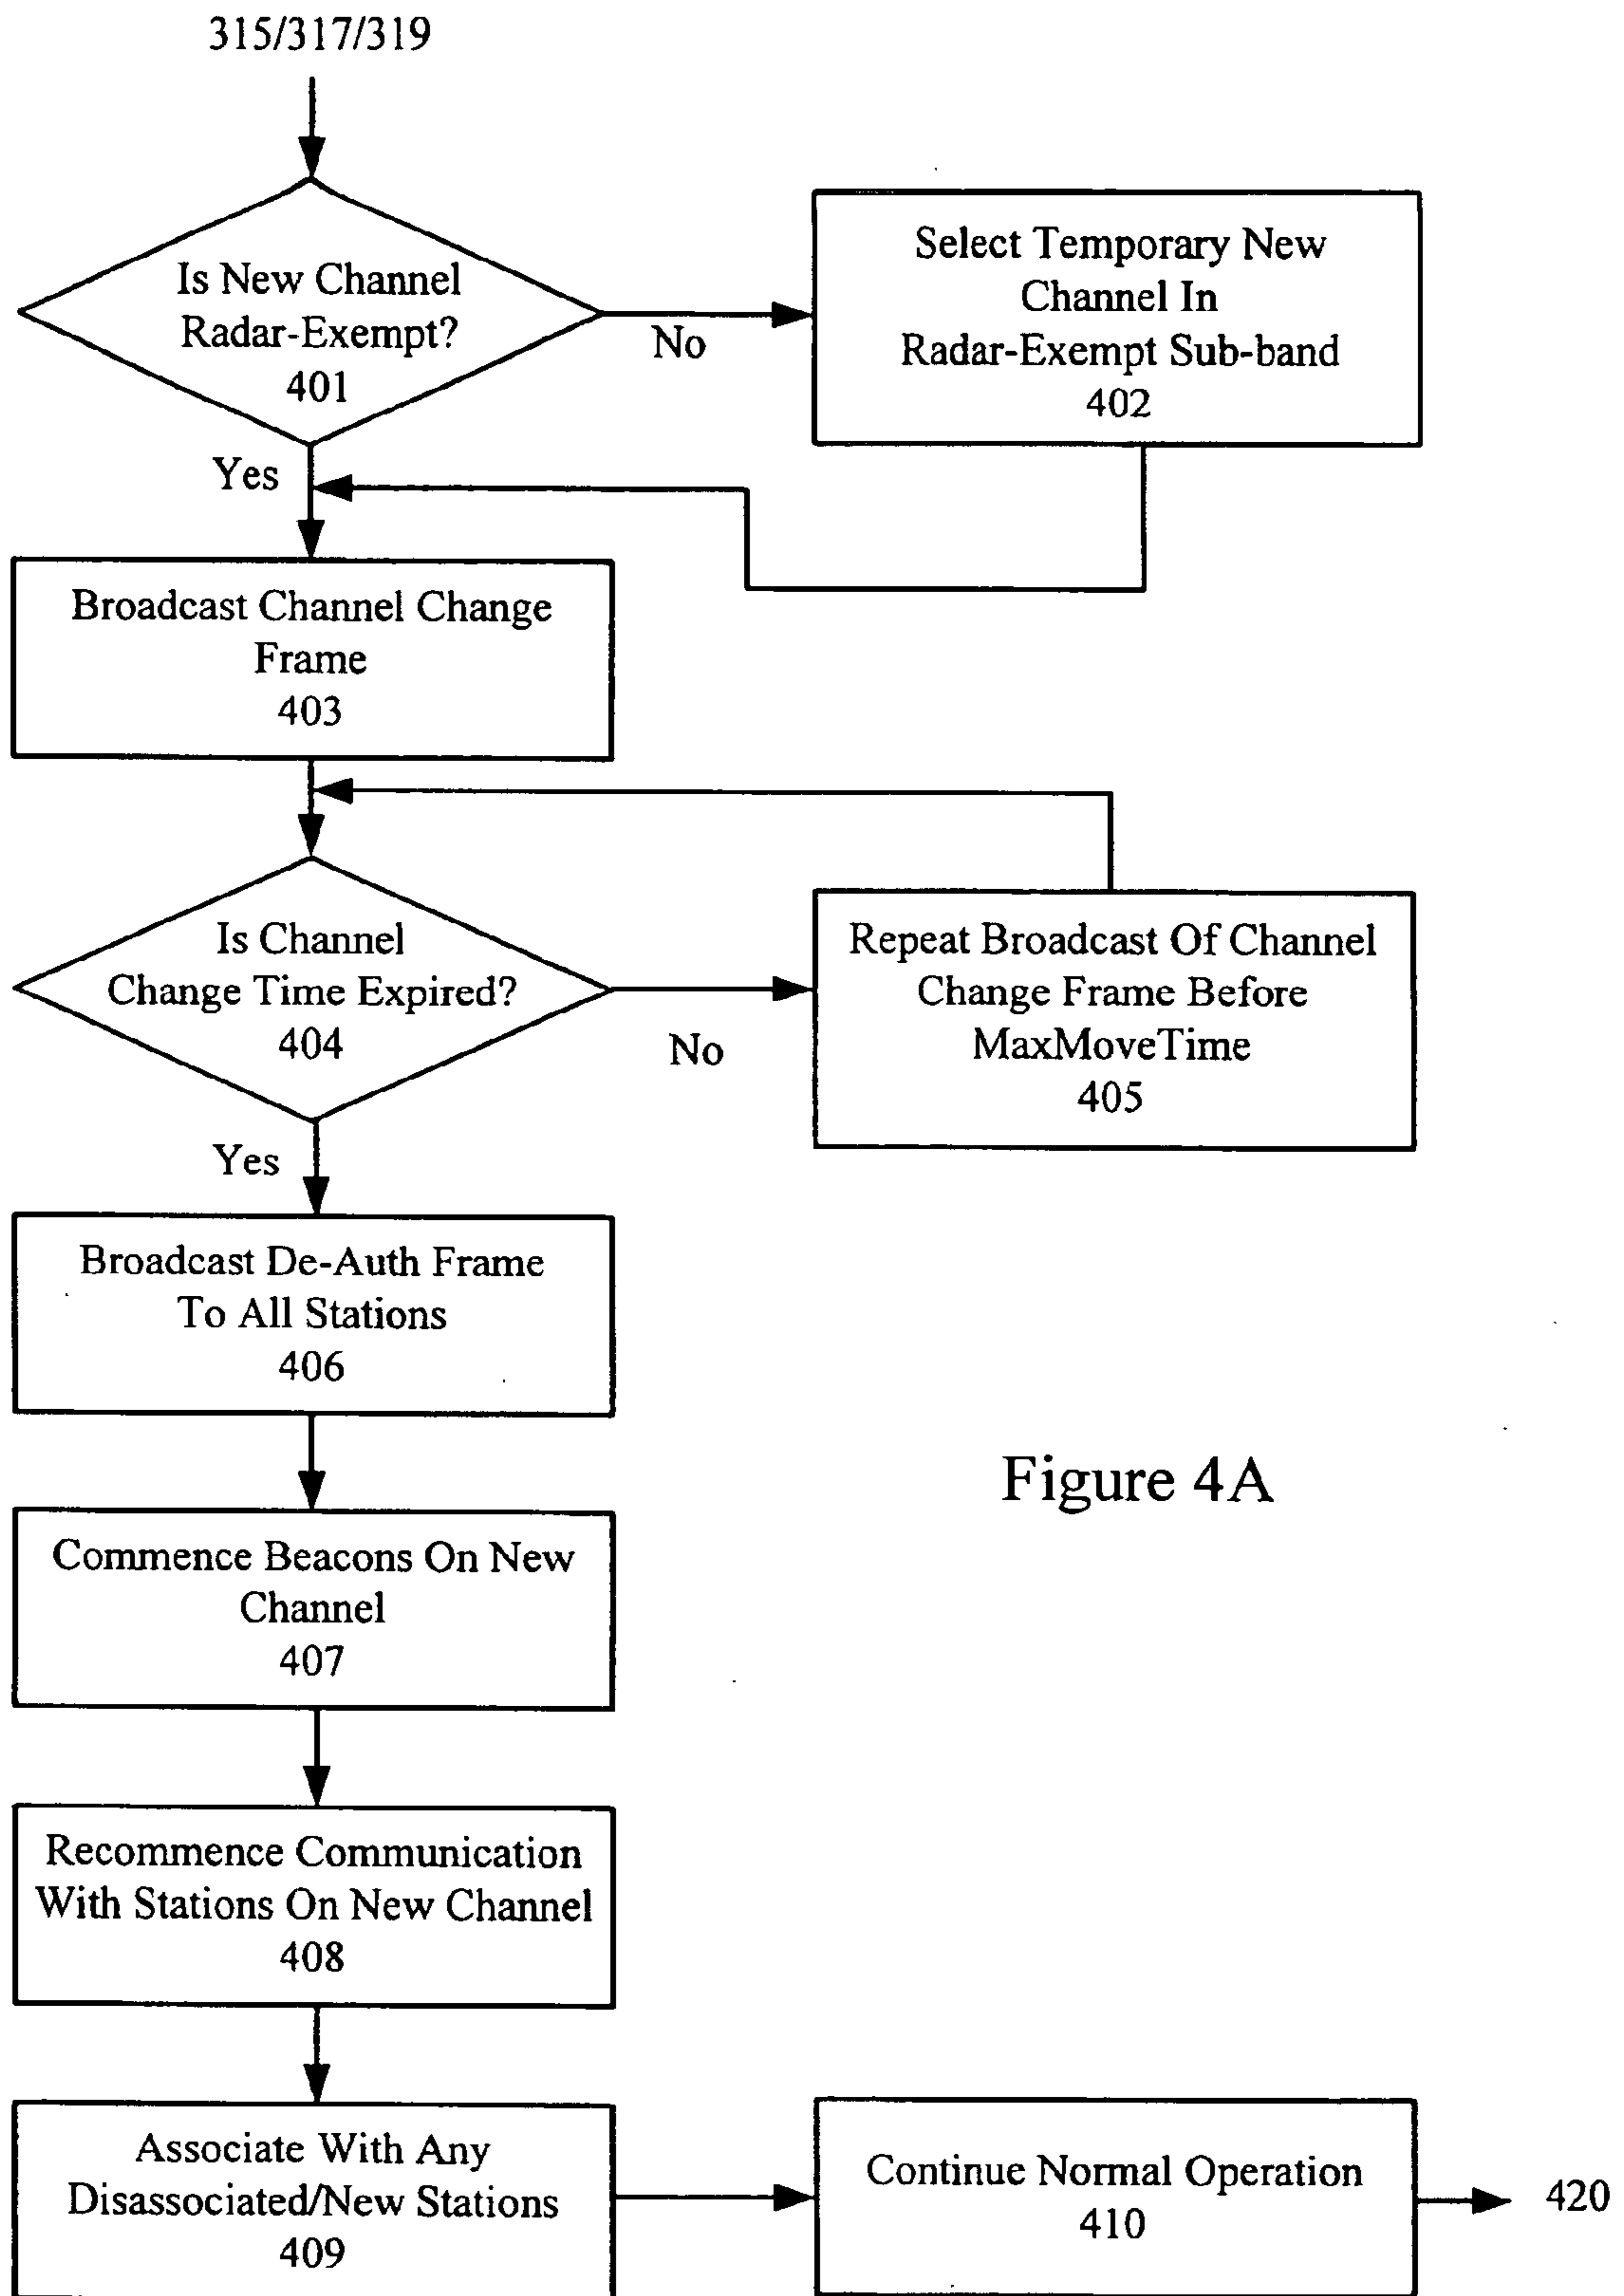 315/317/319
Is New Channel
Radar-Exempt?
401
No
Select Temporary New
Channel In
Radar-Exempt Sub-band
402
Yes
Broadcast Channel Change
Frame
403
Is Channel
Change Time Expired?
404
No
Repeat Broadcast Of Channel
Change Frame Before
MaxMoveTime
405
Yes
Broadcast De-Auth Frame
To All Stations
406
Figure 4A
Commence Beacons On New
Channel
407
Recommence Communication
With Stations On New Channel
408
Associate With Any
Disassociated/New Stations
409
Continue Normal Operation
410
420